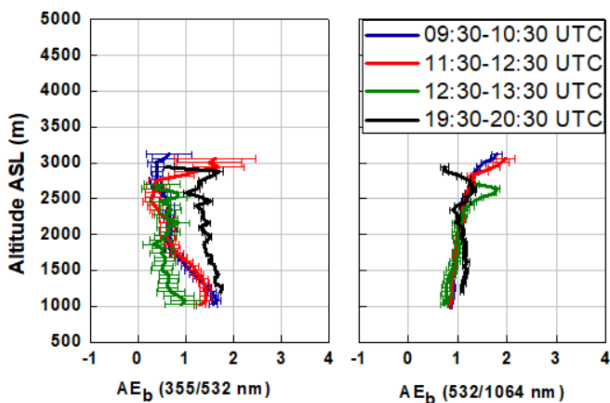 5000
4500
4000
3500
3000
2500
2000
1500
1000
500
Altitude ASL (m)
-1 0 1 2 3 4
AEb (355/532 nm)
09:30-10:30 UTC
11:30-12:30 UTC
12:30-13:30 UTC
19:30-20:30 UTC
-1 0 1 2 3 4
AEb (532/1064 nm)